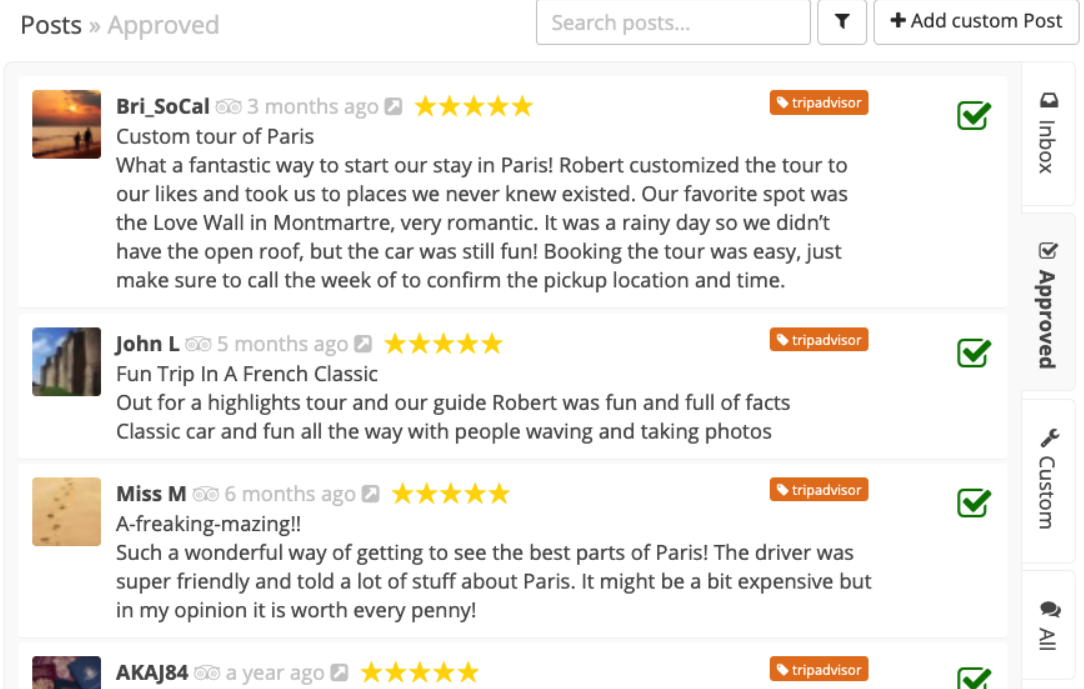 Posts » Approved
Search posts...
Add custom Post
Bri_SoCal 3 months ago
tripadvisor
Custom tour of Paris
What a fantastic way to start our stay in Paris! Robert customized the tour to
our likes and took us to places we never knew existed. Our favorite spot was
the Love Wall in Montmartre, very romantic. It was a rainy day so we didn’t
have the open roof, but the car was still fun! Booking the tour was easy, just
make sure to call the week of to confirm the pickup location and time.
John L 5 months ago
tripadvisor
Fun Trip In A French Classic
Out for a highlights tour and our guide Robert was fun and full of facts
Classic car and fun all the way with people waving and taking photos
Miss M 6 months ago
tripadvisor
A-freaking-mazing!!
Such a wonderful way of getting to see the best parts of Paris! The driver was
super friendly and told a lot of stuff about Paris. It might be a bit expensive but
in my opinion it is worth every penny!
AKAJ84 a year ago
tripadvisor
Inbox
Approved
Custom
All